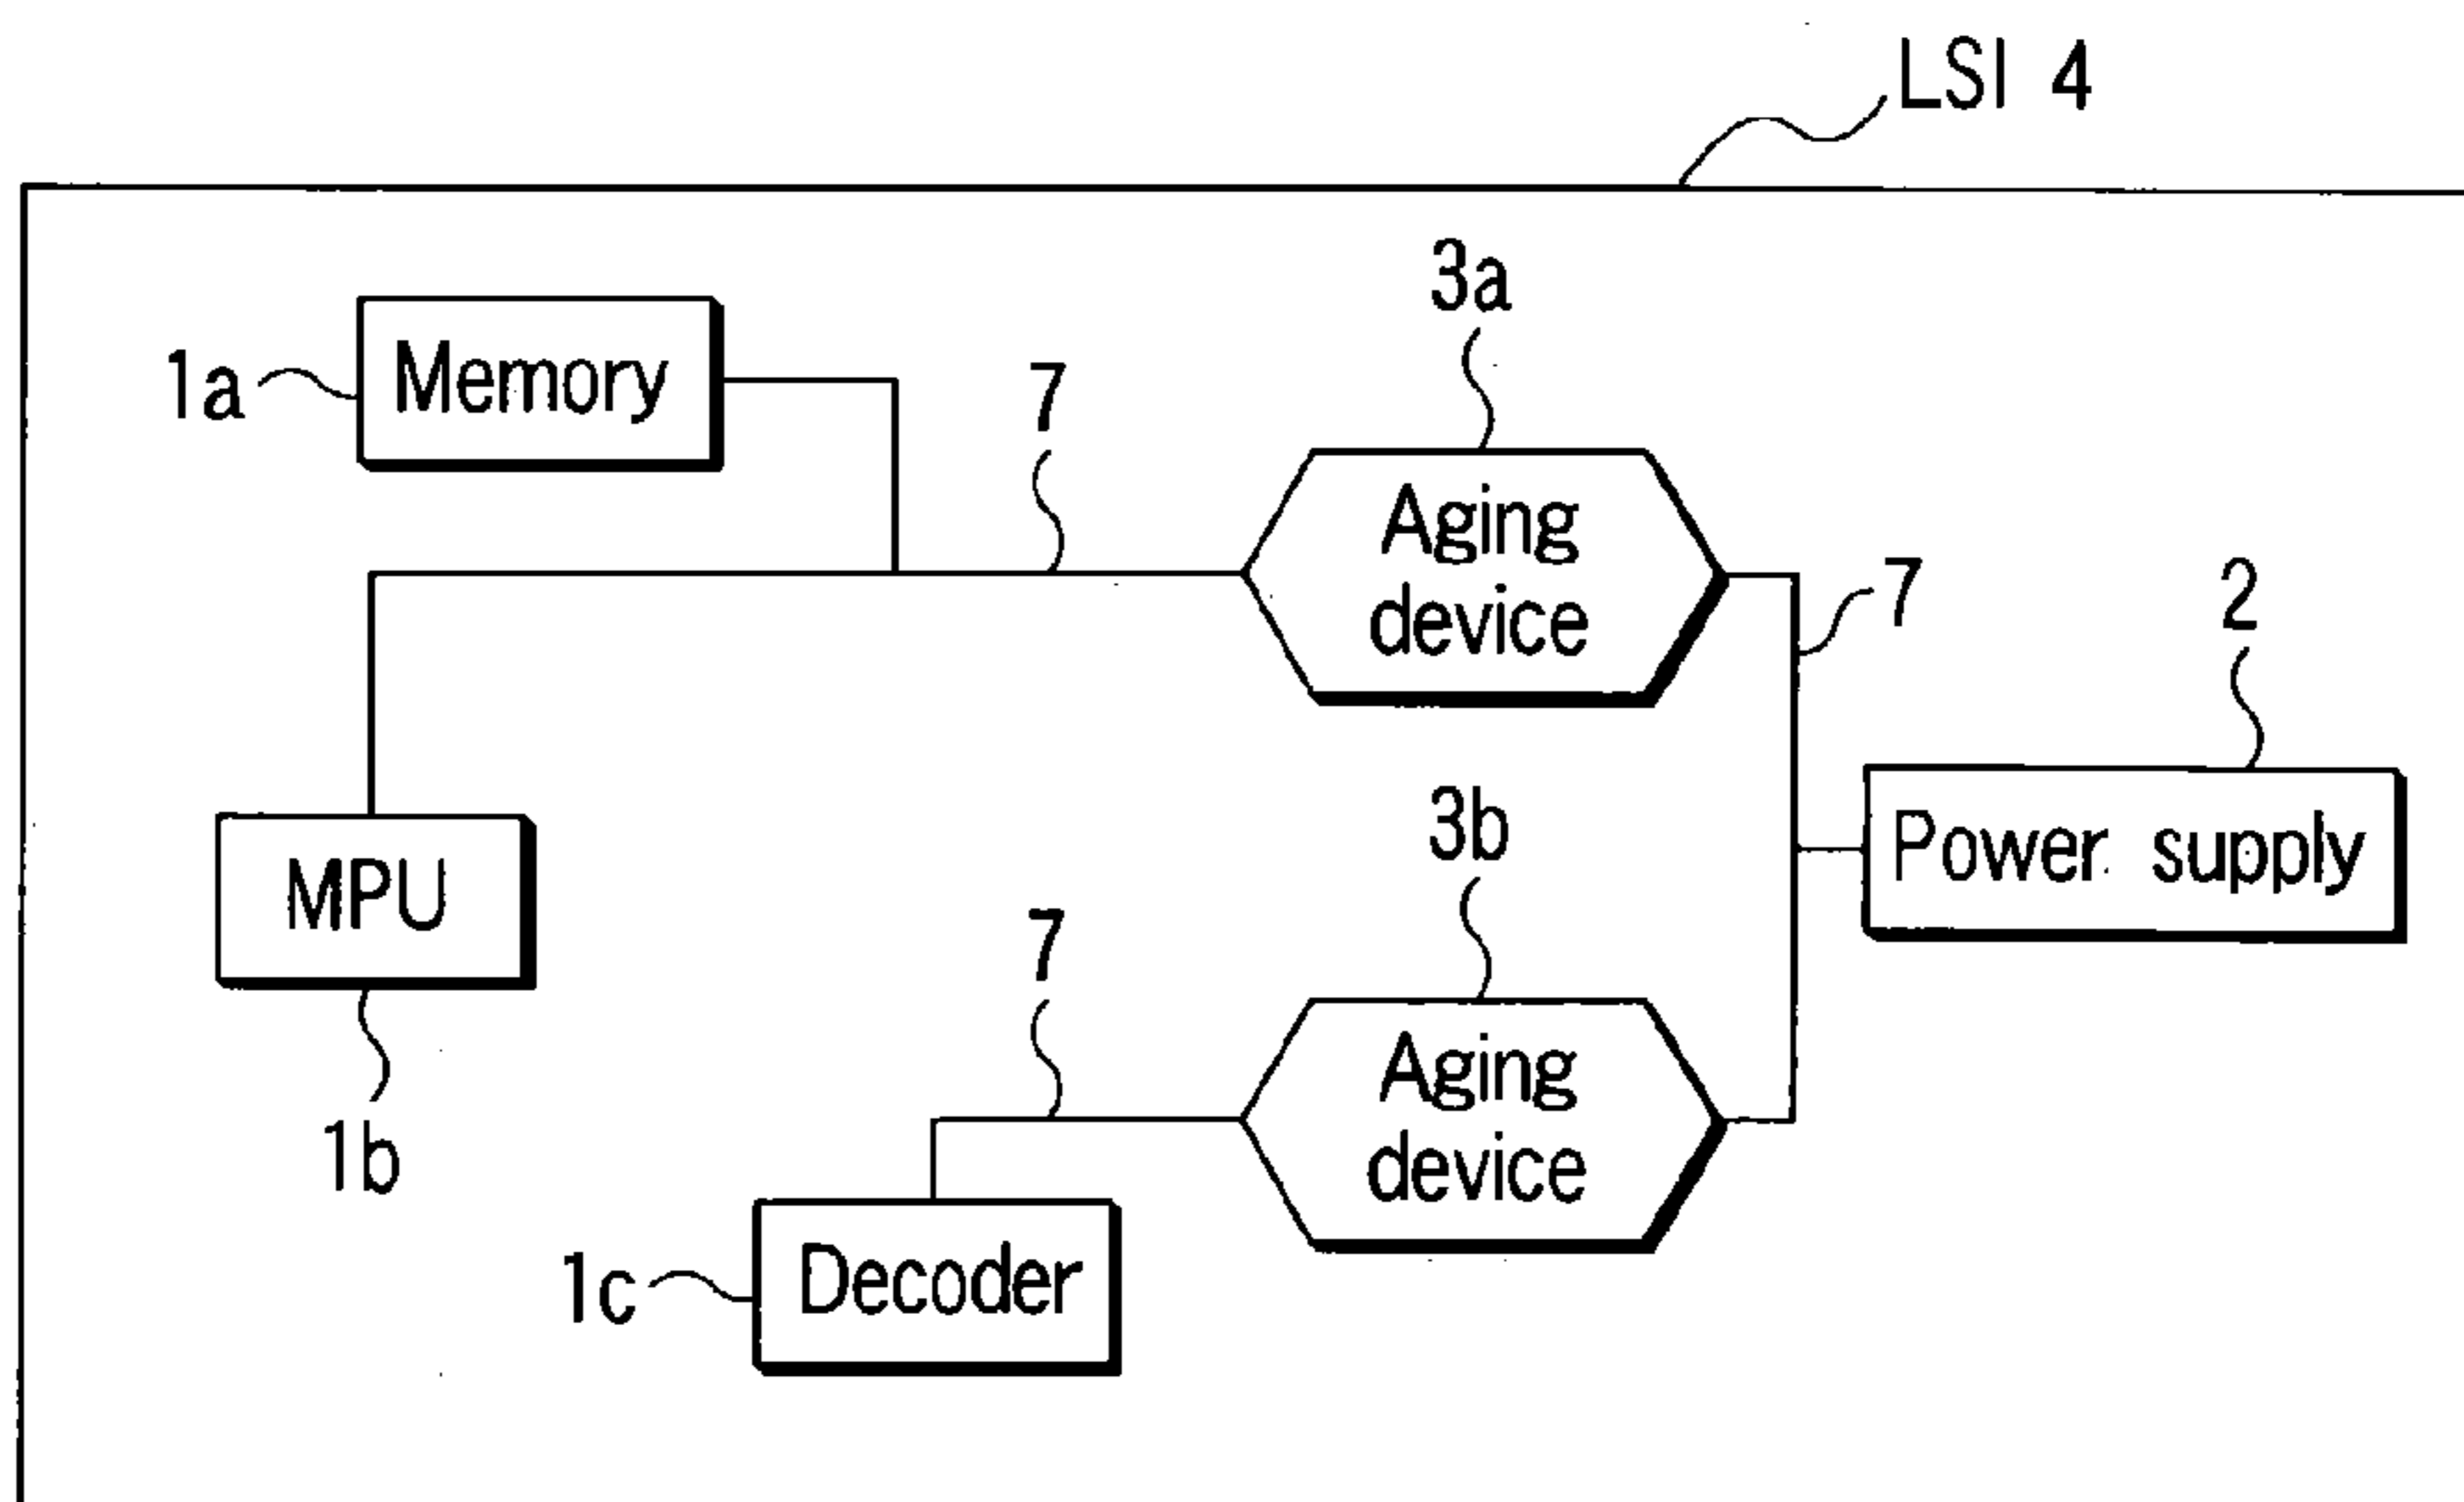 LSI 4
3a
1a
Memory
7
Aging
device
7
2
3b
Power supply
MPU
7
Aging
device
1b
1c
Decoder